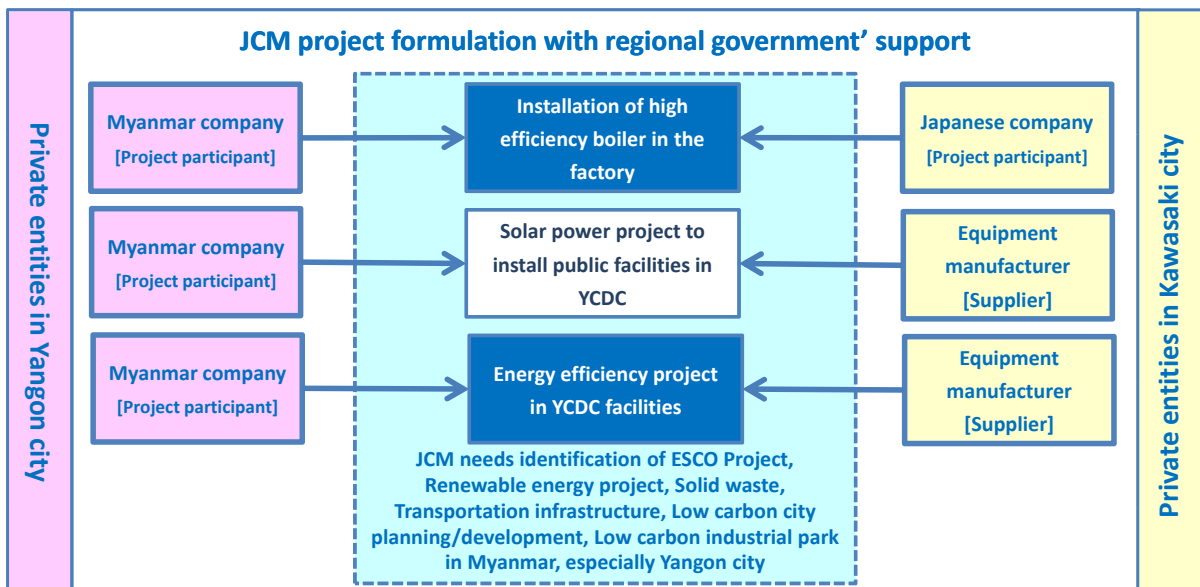 JCM project formulation with regional government’ support
Private entities in Yangon city
Myanmar company
[Project participant]
Installation of high
efficiency boiler in the
factory
Japanese company
[Project participant]
Myanmar company
[Project participant]
Solar power project to
install public facilities in
YCDC
Equipment
manufacturer
[Supplier]
Myanmar company
[Project participant]
Energy efficiency project
in YCDC facilities
Equipment
manufacturer
[Supplier]
JCM needs identification of ESCO Project,
Renewable energy project, Solid waste,
Transportation infrastructure, Low carbon city
planning/development, Low carbon industrial park
in Myanmar, especially Yangon city
Private entities in Kawasaki city